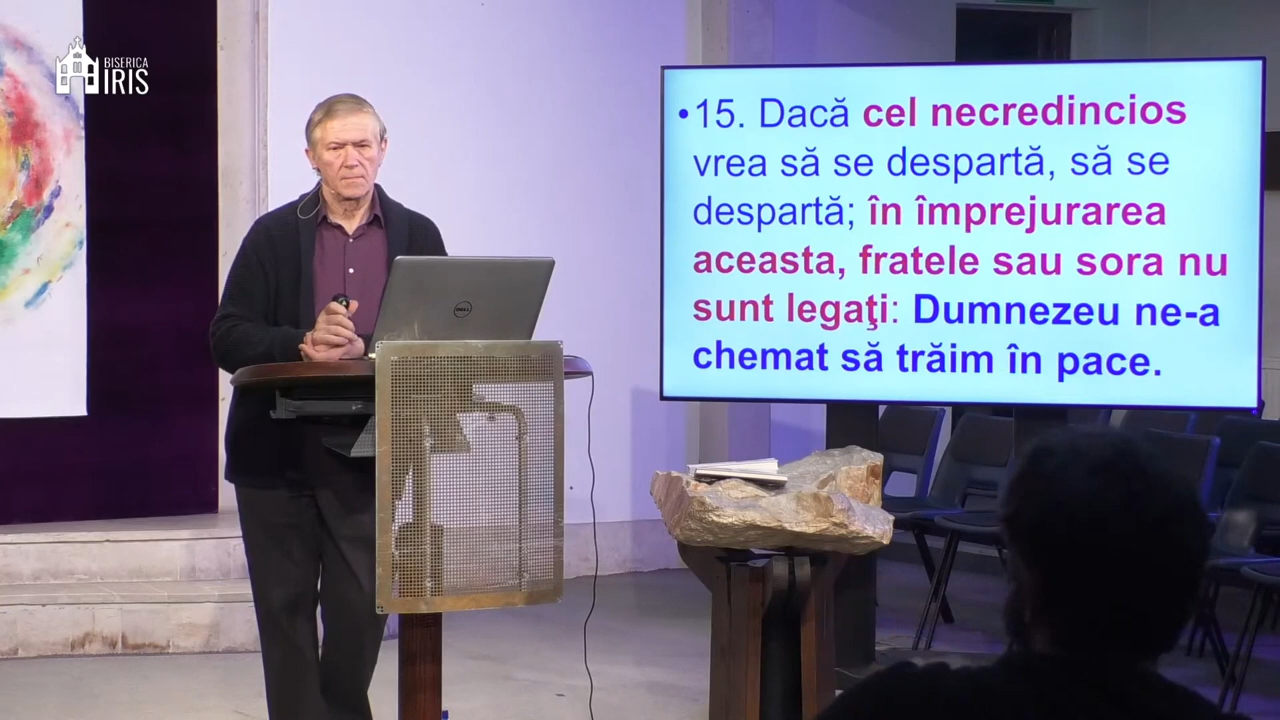 BISERICA
IRIS
•15. Dacă cel necredincios
vrea să se despartă, să se
despartă; în împrejurarea
aceasta, fratele sau sora nu
sunt legaţi: Dumnezeu ne-a
chemat să trăim în pace.
DELL